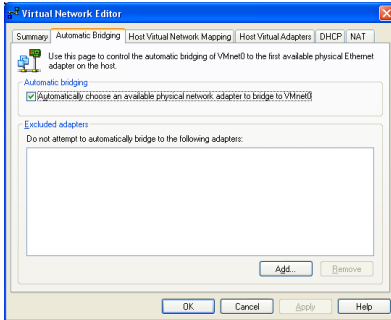 Virtual Network Editor
Summary Automatic Bridging Host Virtual Network Mapping Host Virtual Adapters DHCP NAT
Use this page to control the automatic bridging of VMnet0 to the first available physical Ethernet
adapter on the host.
Automatic bridging
Automatically choose an available physical network adapter to bridge to VMnet0
Excluded adapters
Do not attempt to automatically bridge to the following adapters:
Add... Remove
OK Cancel Apply Help